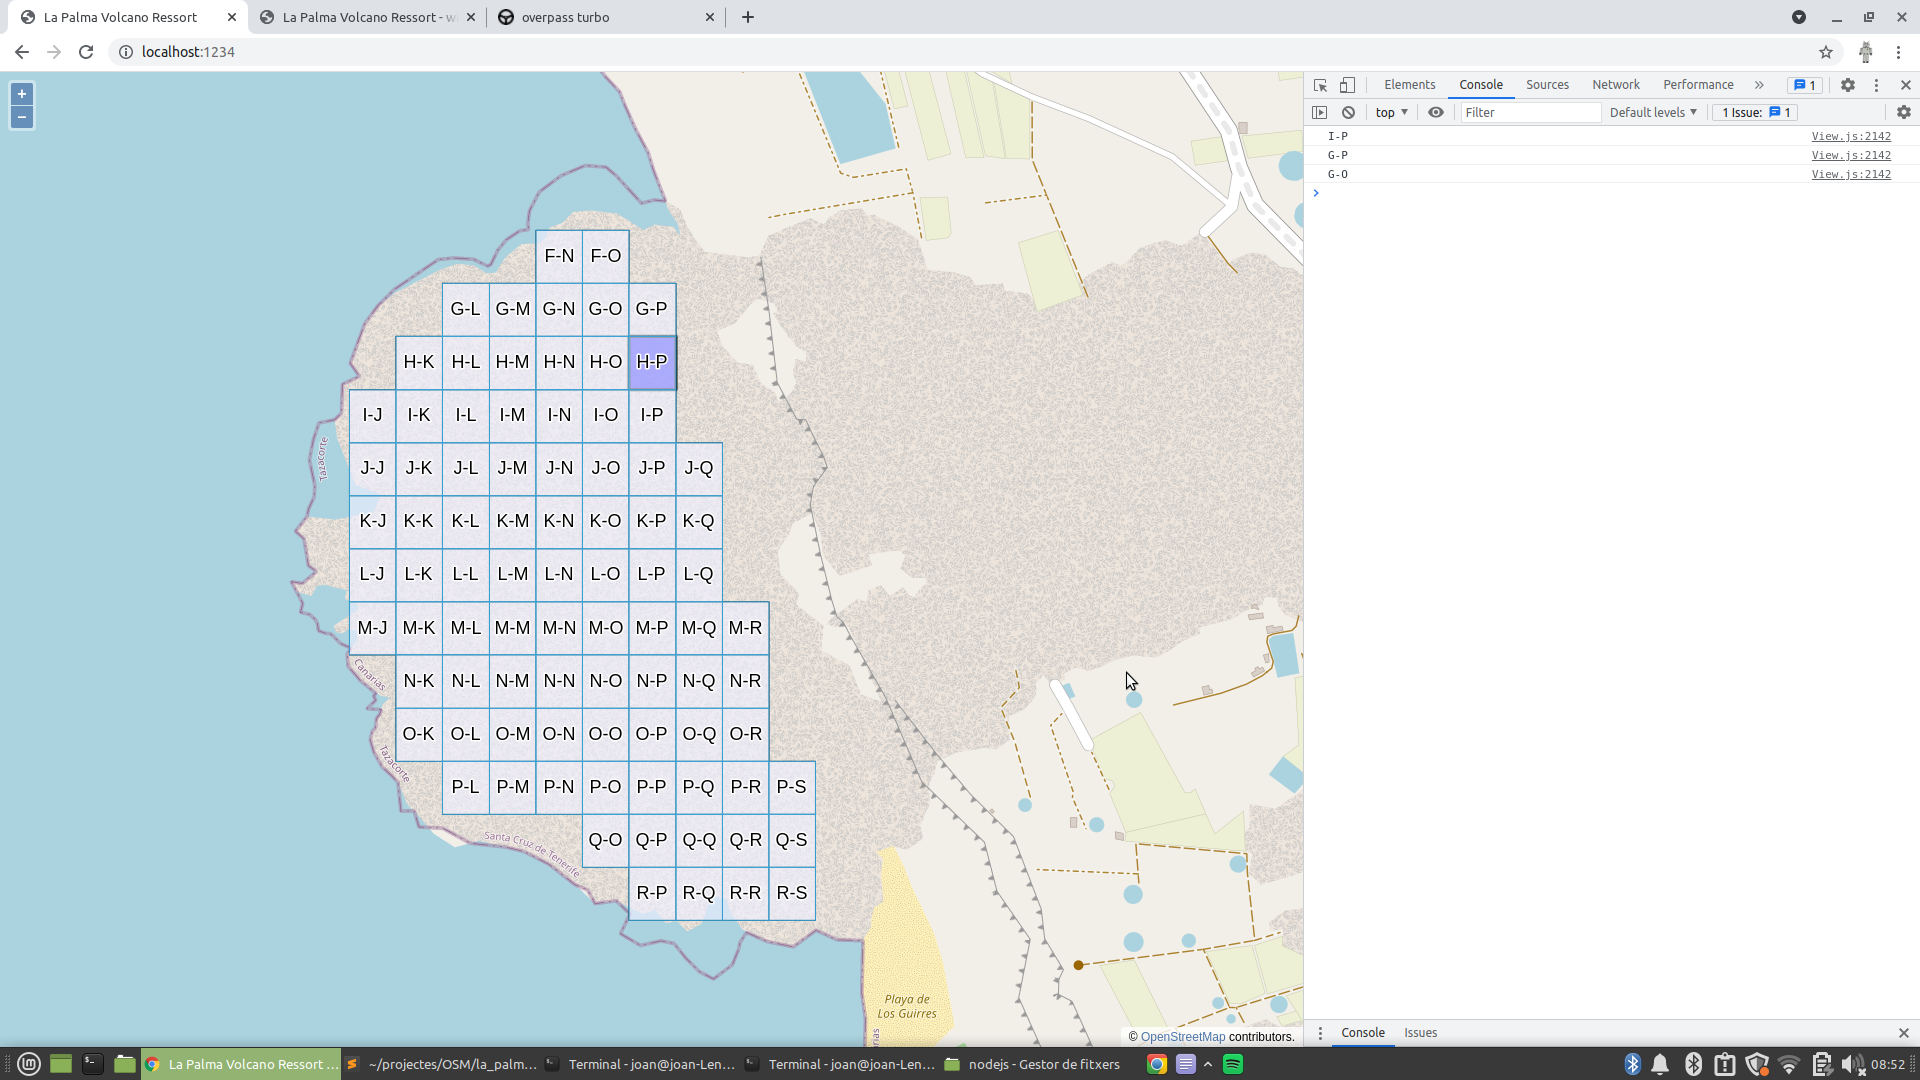 La Palma Volcano Ressort
La Palma Volcano Ressort - w
overpass turbo
localhost:1234
+
−
F-N F-O
G-L G-M G-N G-O G-P
H-K H-L H-M H-N H-O H-P
I-J I-K I-L I-M I-N I-O I-P
J-J J-K J-L J-M J-N J-O J-P J-Q
K-J K-K K-L K-M K-N K-O K-P K-Q
L-J L-K L-L L-M L-N L-O L-P L-Q
M-J M-K M-L M-M M-N M-O M-P M-Q M-R
N-K N-L N-M N-N N-O N-P N-Q N-R
O-K O-L O-M O-N O-O O-P O-Q O-R
P-L P-M P-N P-O P-P P-Q P-R P-S
Q-O Q-P Q-Q Q-R Q-S
R-P R-Q R-R R-S
Tazacorte
Canarias
Tazacorte
Santa Cruz de Tenerife
Playa de
Los Guirres
© OpenStreetMap contributors.
Elements Console Sources Network Performance » 1
top Filter Default levels 1 Issue: 1
I-P View.js:2142
G-P View.js:2142
G-O View.js:2142
Console Issues
La Palma Volcano Ressort ... ~/projectes/OSM/la_palm... Terminal - joan@joan-Len... Terminal - joan@joan-Len... nodejs - Gestor de fitxers 08:52